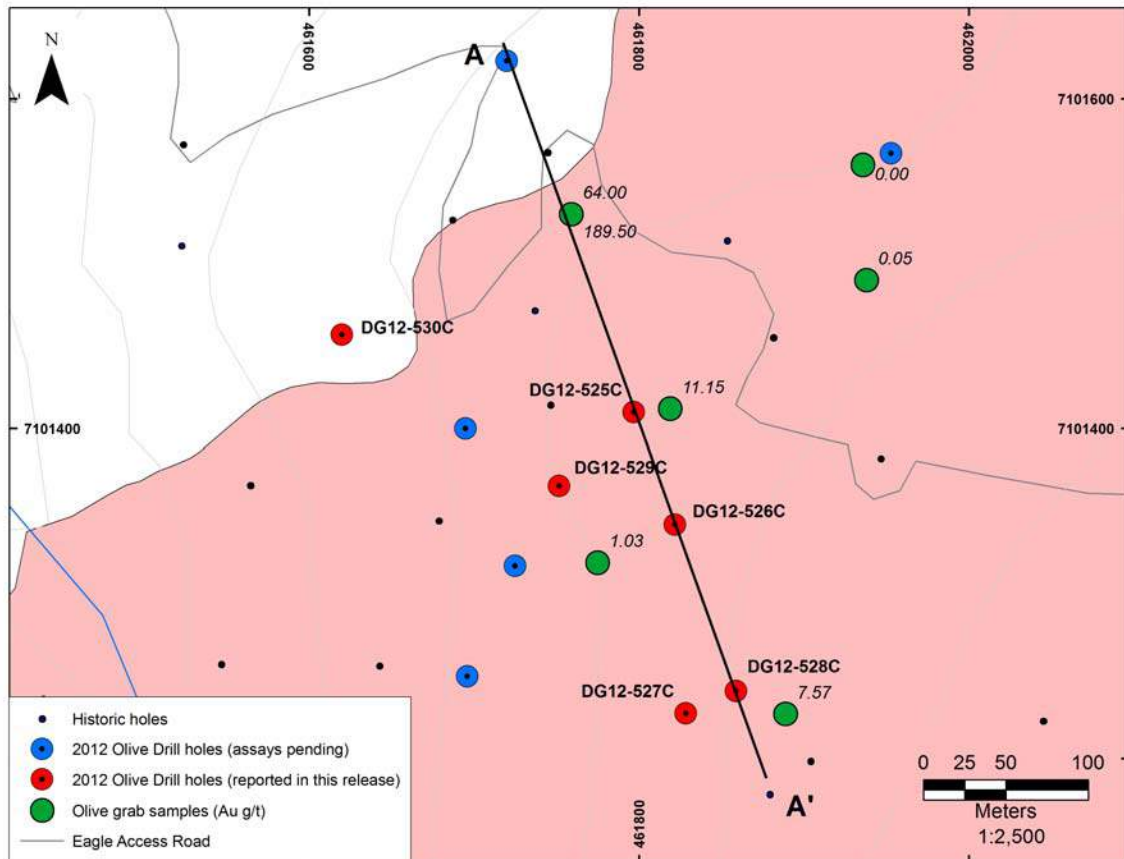 461600
461800
462000
N
A
7101600
0.00
64.00
189.50
0.05
DG12-530C
DG12-525C
11.15
7101400
7101400
DG12-529C
DG12-526C
1.03
DG12-528C
DG12-527C
7.57
A'
461800
Historic holes
2012 Olive Drill holes (assays pending)
2012 Olive Drill holes (reported in this release)
Olive grab samples (Au g/t)
Eagle Access Road
0 25 50 100
Meters
1:2,500